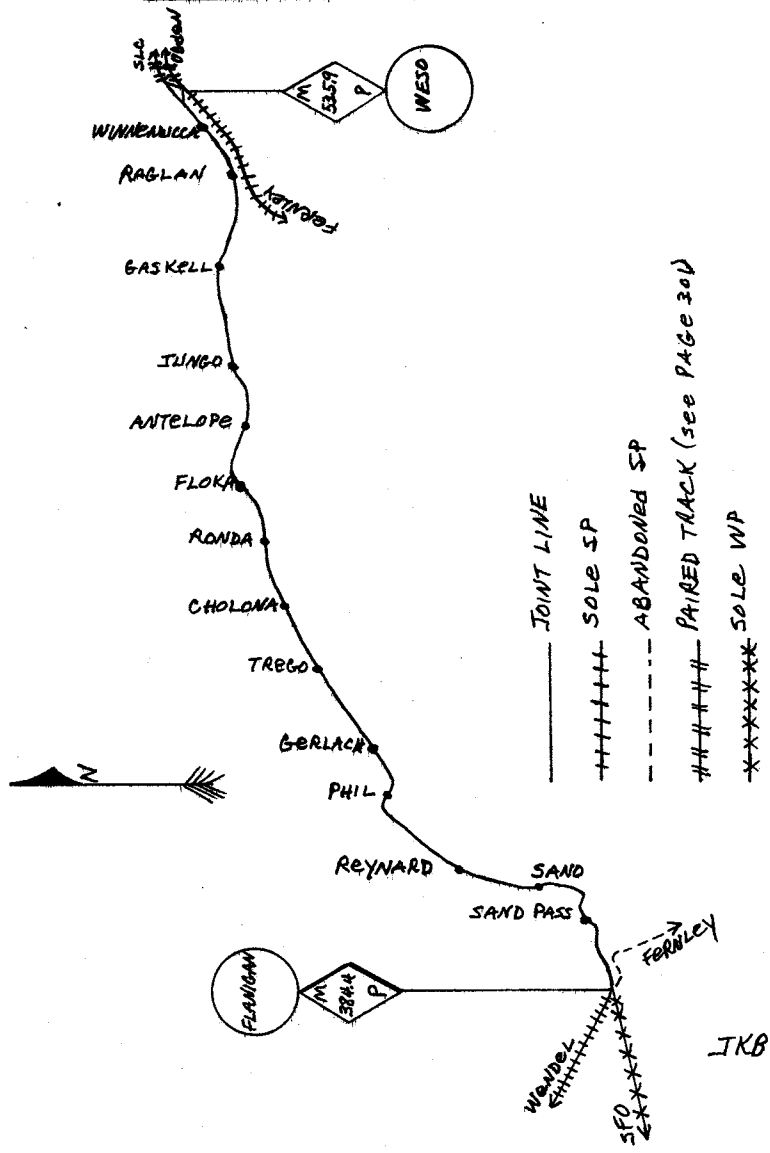 SLC
Ogden
M
535.9
P
WESO
WINNEMUCCA
RAGLAN
FERNLEY
GASKELL
JUNGO
ANTELOPE
FLOKA
RONDA
CHOLONA
TREGO
GERLACH
PHIL
REYNARD
SAND
SAND PASS
N
JOINT LINE
SOLE SP
ABANDONED SP
PAIRED TRACK (see PAGE 301)
SOLE WP
FLANIGAN
M
384.4
P
FERNLEY
WENDEL
SFO
JKB